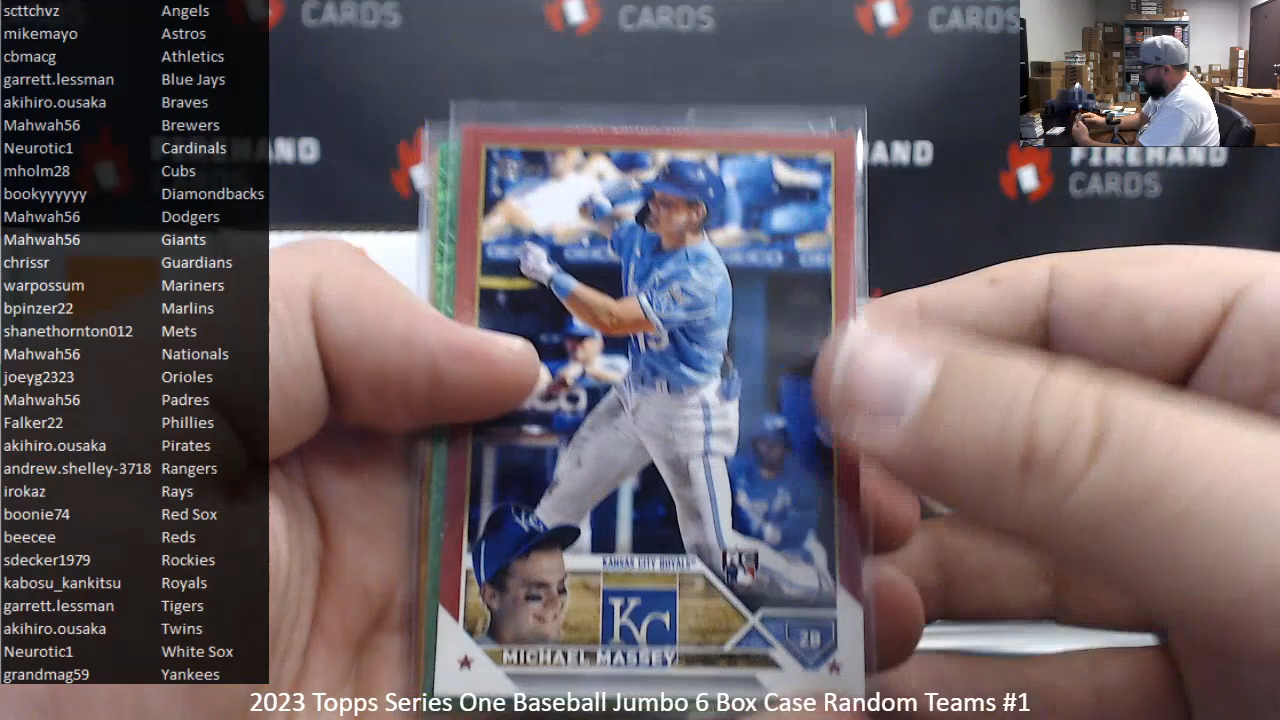 scttchvz Angels
mikemayo Astros
cbmacg Athletics
garrett.lessman Blue Jays
akihiro.ousaka Braves
Mahwah56 Brewers
Neurotic1 Cardinals
mholm28 Cubs
bookyyyyyy Diamondbacks
Mahwah56 Dodgers
Mahwah56 Giants
chrissr Guardians
warpossum Mariners
bpinzer22 Marlins
shanethornton012 Mets
Mahwah56 Nationals
joeyg2323 Orioles
Mahwah56 Padres
Falker22 Phillies
akihiro.ousaka Pirates
andrew.shelley-3718 Rangers
irokaz Rays
boonie74 Red Sox
beecee Reds
sdecker1979 Rockies
kabosu_kankitsu Royals
garrett.lessman Tigers
akihiro.ousaka Twins
Neurotic1 White Sox
grandmag59 Yankees
CARDS
CARDS
CARDS
FIREHAND
CARDS
KANSAS CITY ROYALS
KC
2B
MICHAEL MASSEY
2023 Topps Series One Baseball Jumbo 6 Box Case Random Teams #1